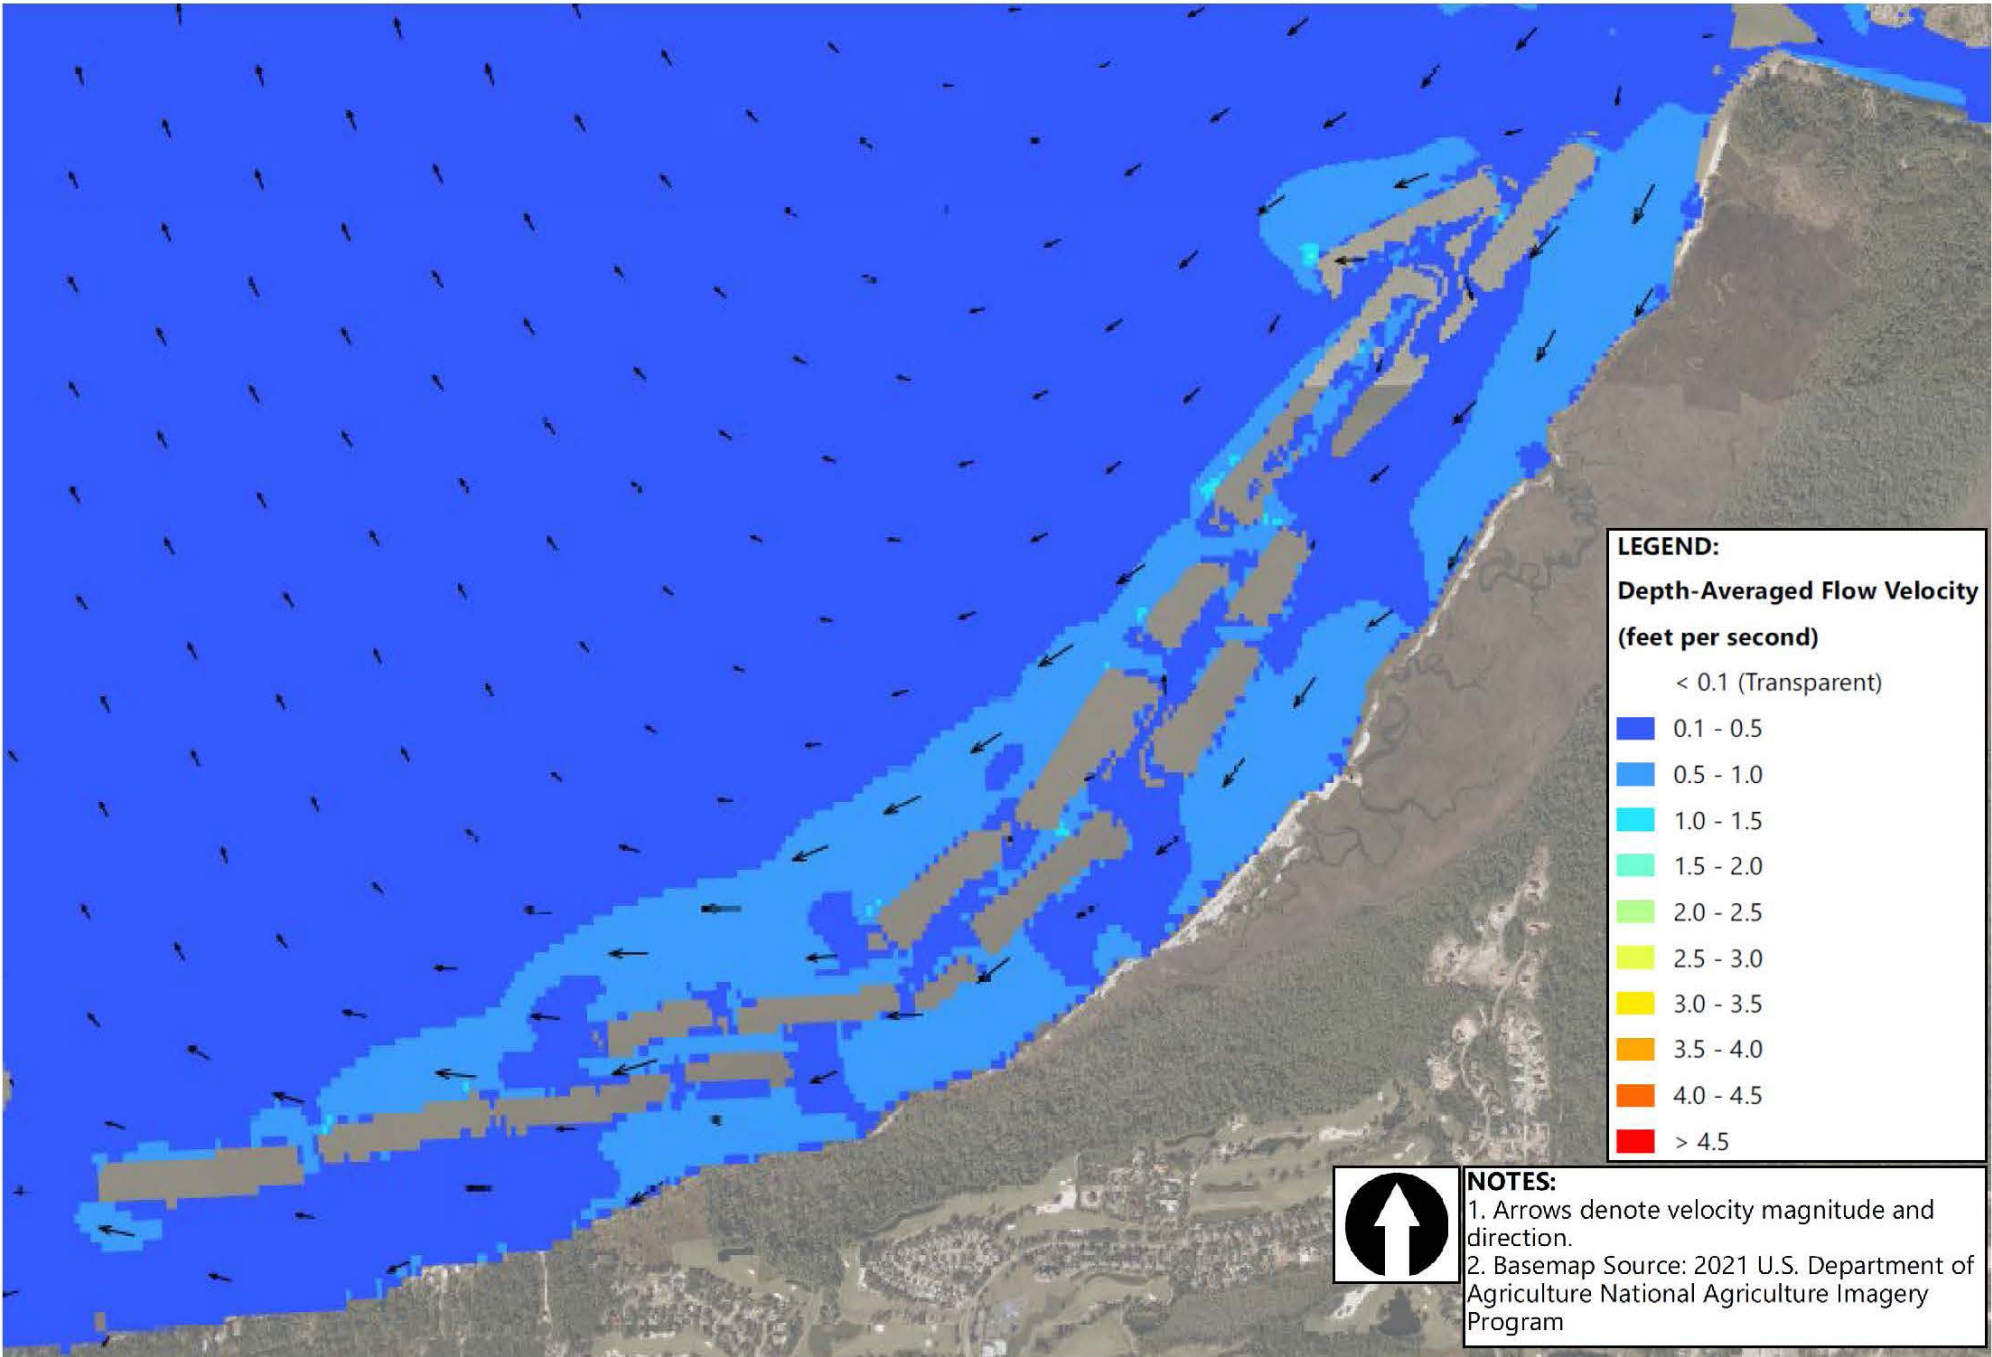 LEGEND:
Depth-Averaged Flow Velocity
(feet per second)
< 0.1 (Transparent)
0.1 - 0.5
0.5 - 1.0
1.0 - 1.5
1.5 - 2.0
2.0 - 2.5
2.5 - 3.0
3.0 - 3.5
3.5 - 4.0
4.0 - 4.5
> 4.5
NOTES:
1. Arrows denote velocity magnitude and
direction.
2. Basemap Source: 2021 U.S. Department of
Agriculture National Agriculture Imagery
Program